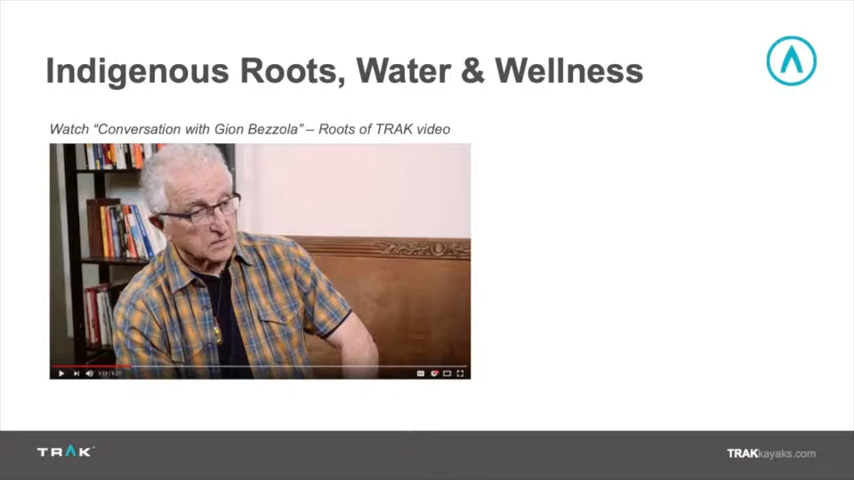 Indigenous Roots, Water & Wellness
Watch “Conversation with Gion Bezzola” – Roots of TRAK video
TRAK
TRAKkayaks.com